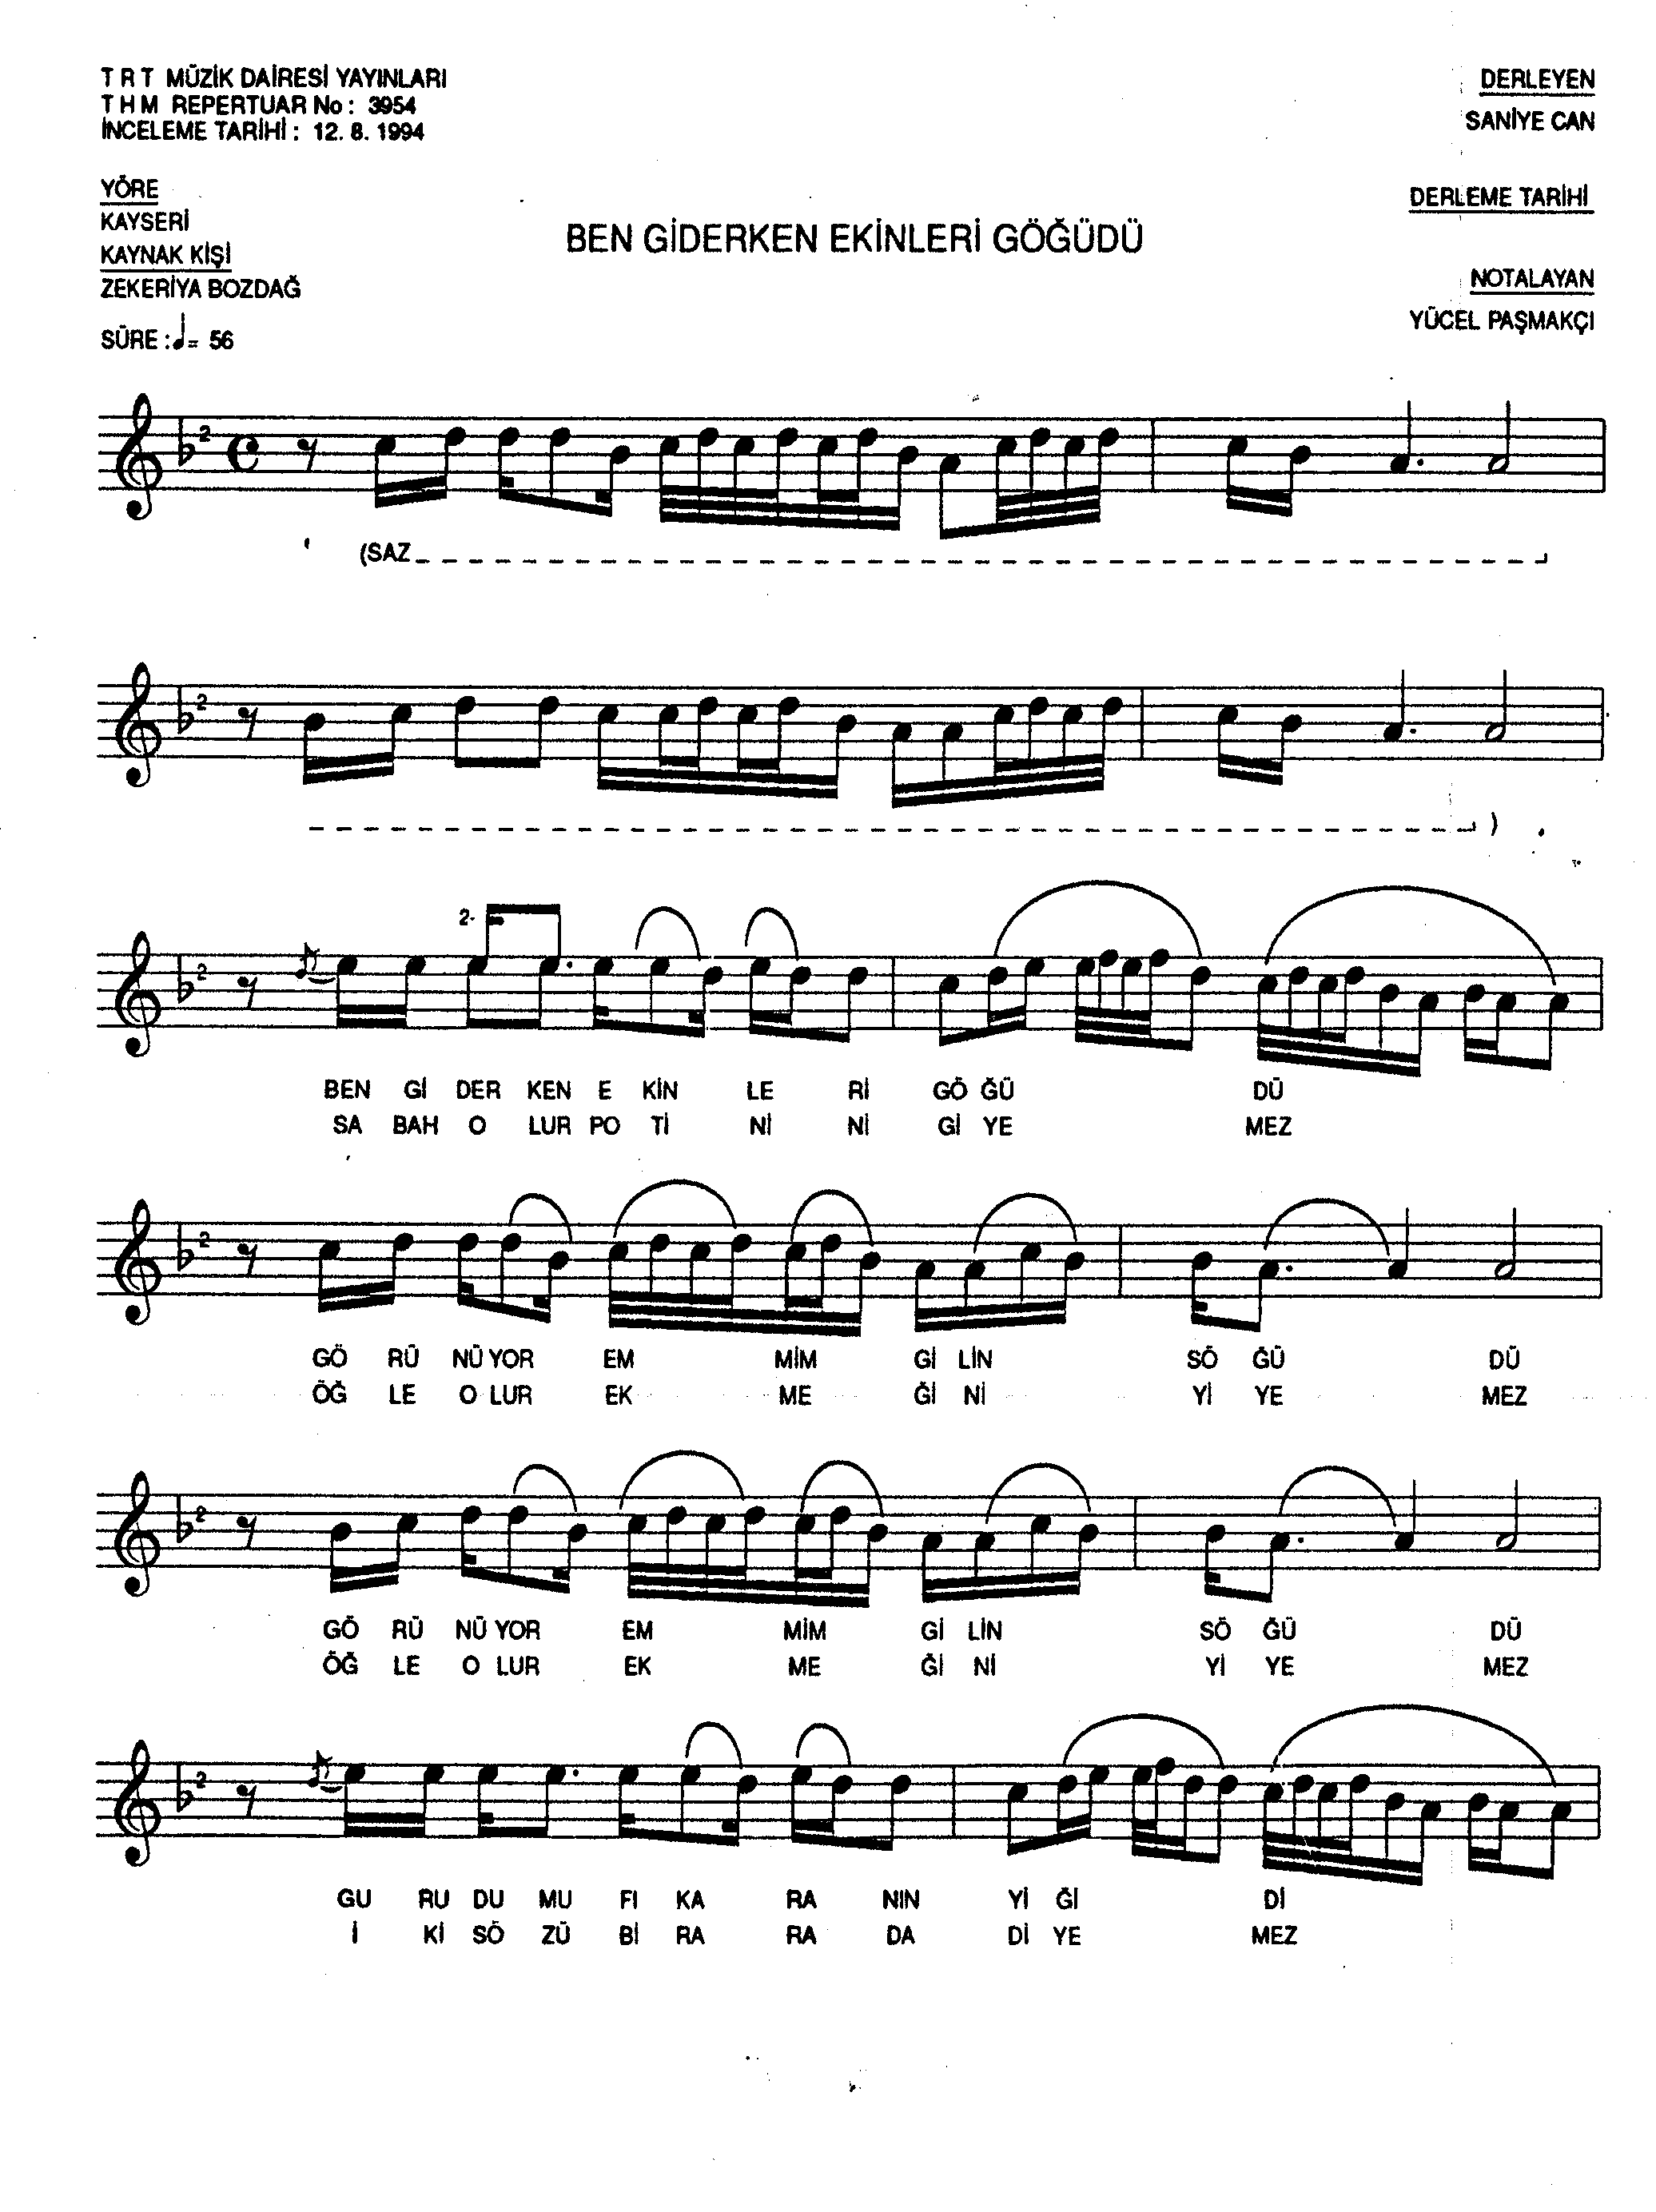 T R T MÜZİK DAİRESİ YAYINLARI
T H M REPERTUAR No : 3954
İNCELEME TARİHİ : 12. 8. 1994
DERLEYEN
SANİYE CAN
YÖRE
KAYSERİ
KAYNAK KİŞİ
ZEKERİYA BOZDAĞ
SÜRE : ♩= 56
BEN GİDERKEN EKİNLERİ GÖĞÜDÜ
DERLEME TARİHİ
NOTALAYAN
YÜCEL PAŞMAKÇI
2
(SAZ
2
)
2
2.
BEN Gİ DER KEN E KİN LE Rİ GÖ ĞÜ DÜ
SA BAH O LUR PO Tİ Nİ Nİ Gİ YE MEZ
2
GÖ RÜ NÜ YOR EM MİM Gİ LİN SÖ ĞÜ DÜ
ÖĞ LE O LUR EK ME Ğİ Nİ Yİ YE MEZ
2
GÖ RÜ NÜ YOR EM MİM Gİ LİN SÖ ĞÜ DÜ
ÖĞ LE O LUR EK ME Ğİ Nİ Yİ YE MEZ
2
GU RU DU MU FI KA RA NIN Yİ Ğİ Dİ
İ Kİ SÖ ZÜ Bİ RA RA DA Dİ YE MEZ